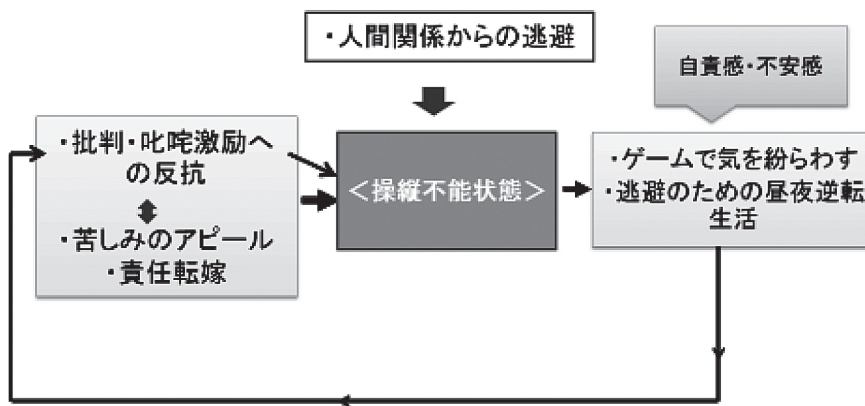 ・人間関係からの逃避
自責感・不安感
・批判・叱咤激励へ
の反抗
・苦しみのアピール
・責任転嫁
＜操縦不能状態＞
・ゲームで気を紛らわす
・逃避のための昼夜逆転
生活